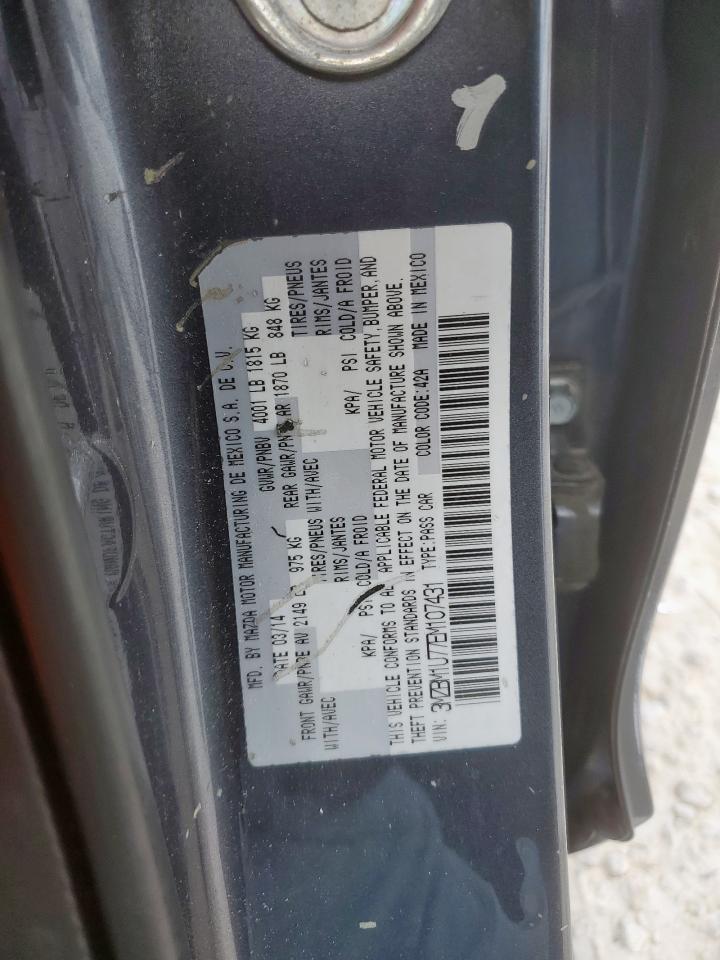 MFD. BY MAZDA MOTOR MANUFACTURING DE MEXICO S.A. DE C.V.
DATE 03/14 GVWR/PNBV 4001 LB 1815 KG
FRONT GAWR/PNBE AV 2149 LB 975 KG REAR GAWR/PNBE AR 1870 LB 848 KG
WITH/AVEC TIRES/PNEUS WITH/AVEC TIRES/PNEUS
RIMS/JANTES RIMS/JANTES
KPA/ PSI COLD/A FROID KPA/ PSI COLD/A FROID
THIS VEHICLE CONFORMS TO ALL APPLICABLE FEDERAL MOTOR VEHICLE SAFETY, BUMPER, AND
THEFT PREVENTION STANDARDS IN EFFECT ON THE DATE OF MANUFACTURE SHOWN ABOVE.
VIN: 3MZBM1U77EM107431 TYPE:PASS CAR COLOR CODE:42A MADE IN MEXICO